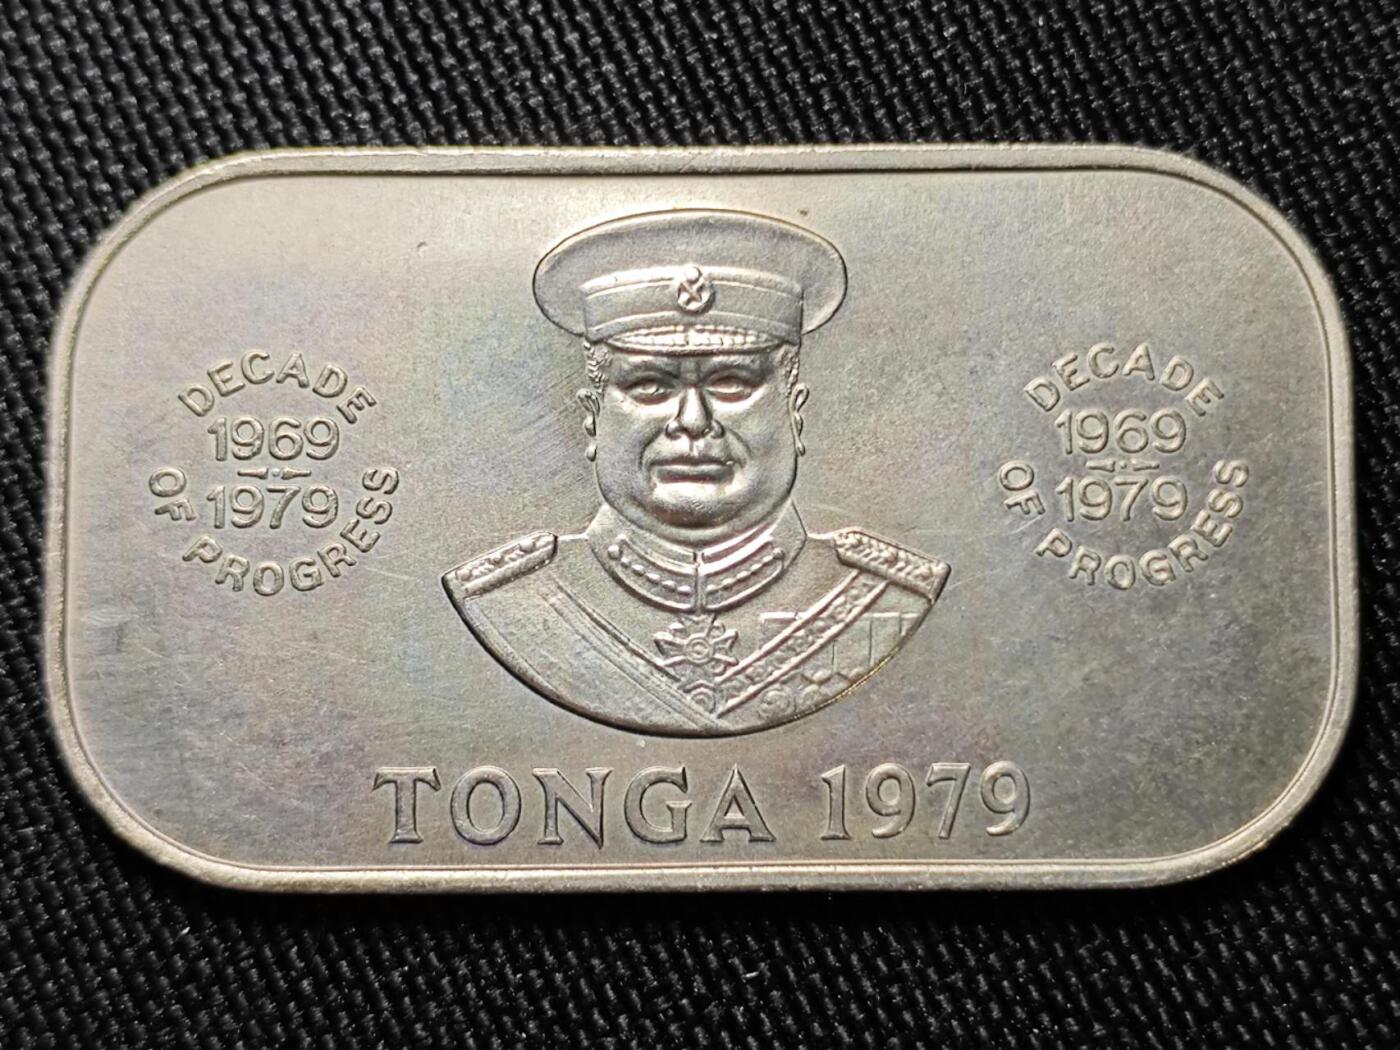 DECADE
1969
1979
OF PROGRESS
DECADE
1969
1979
OF PROGRESS
TONGA 1979